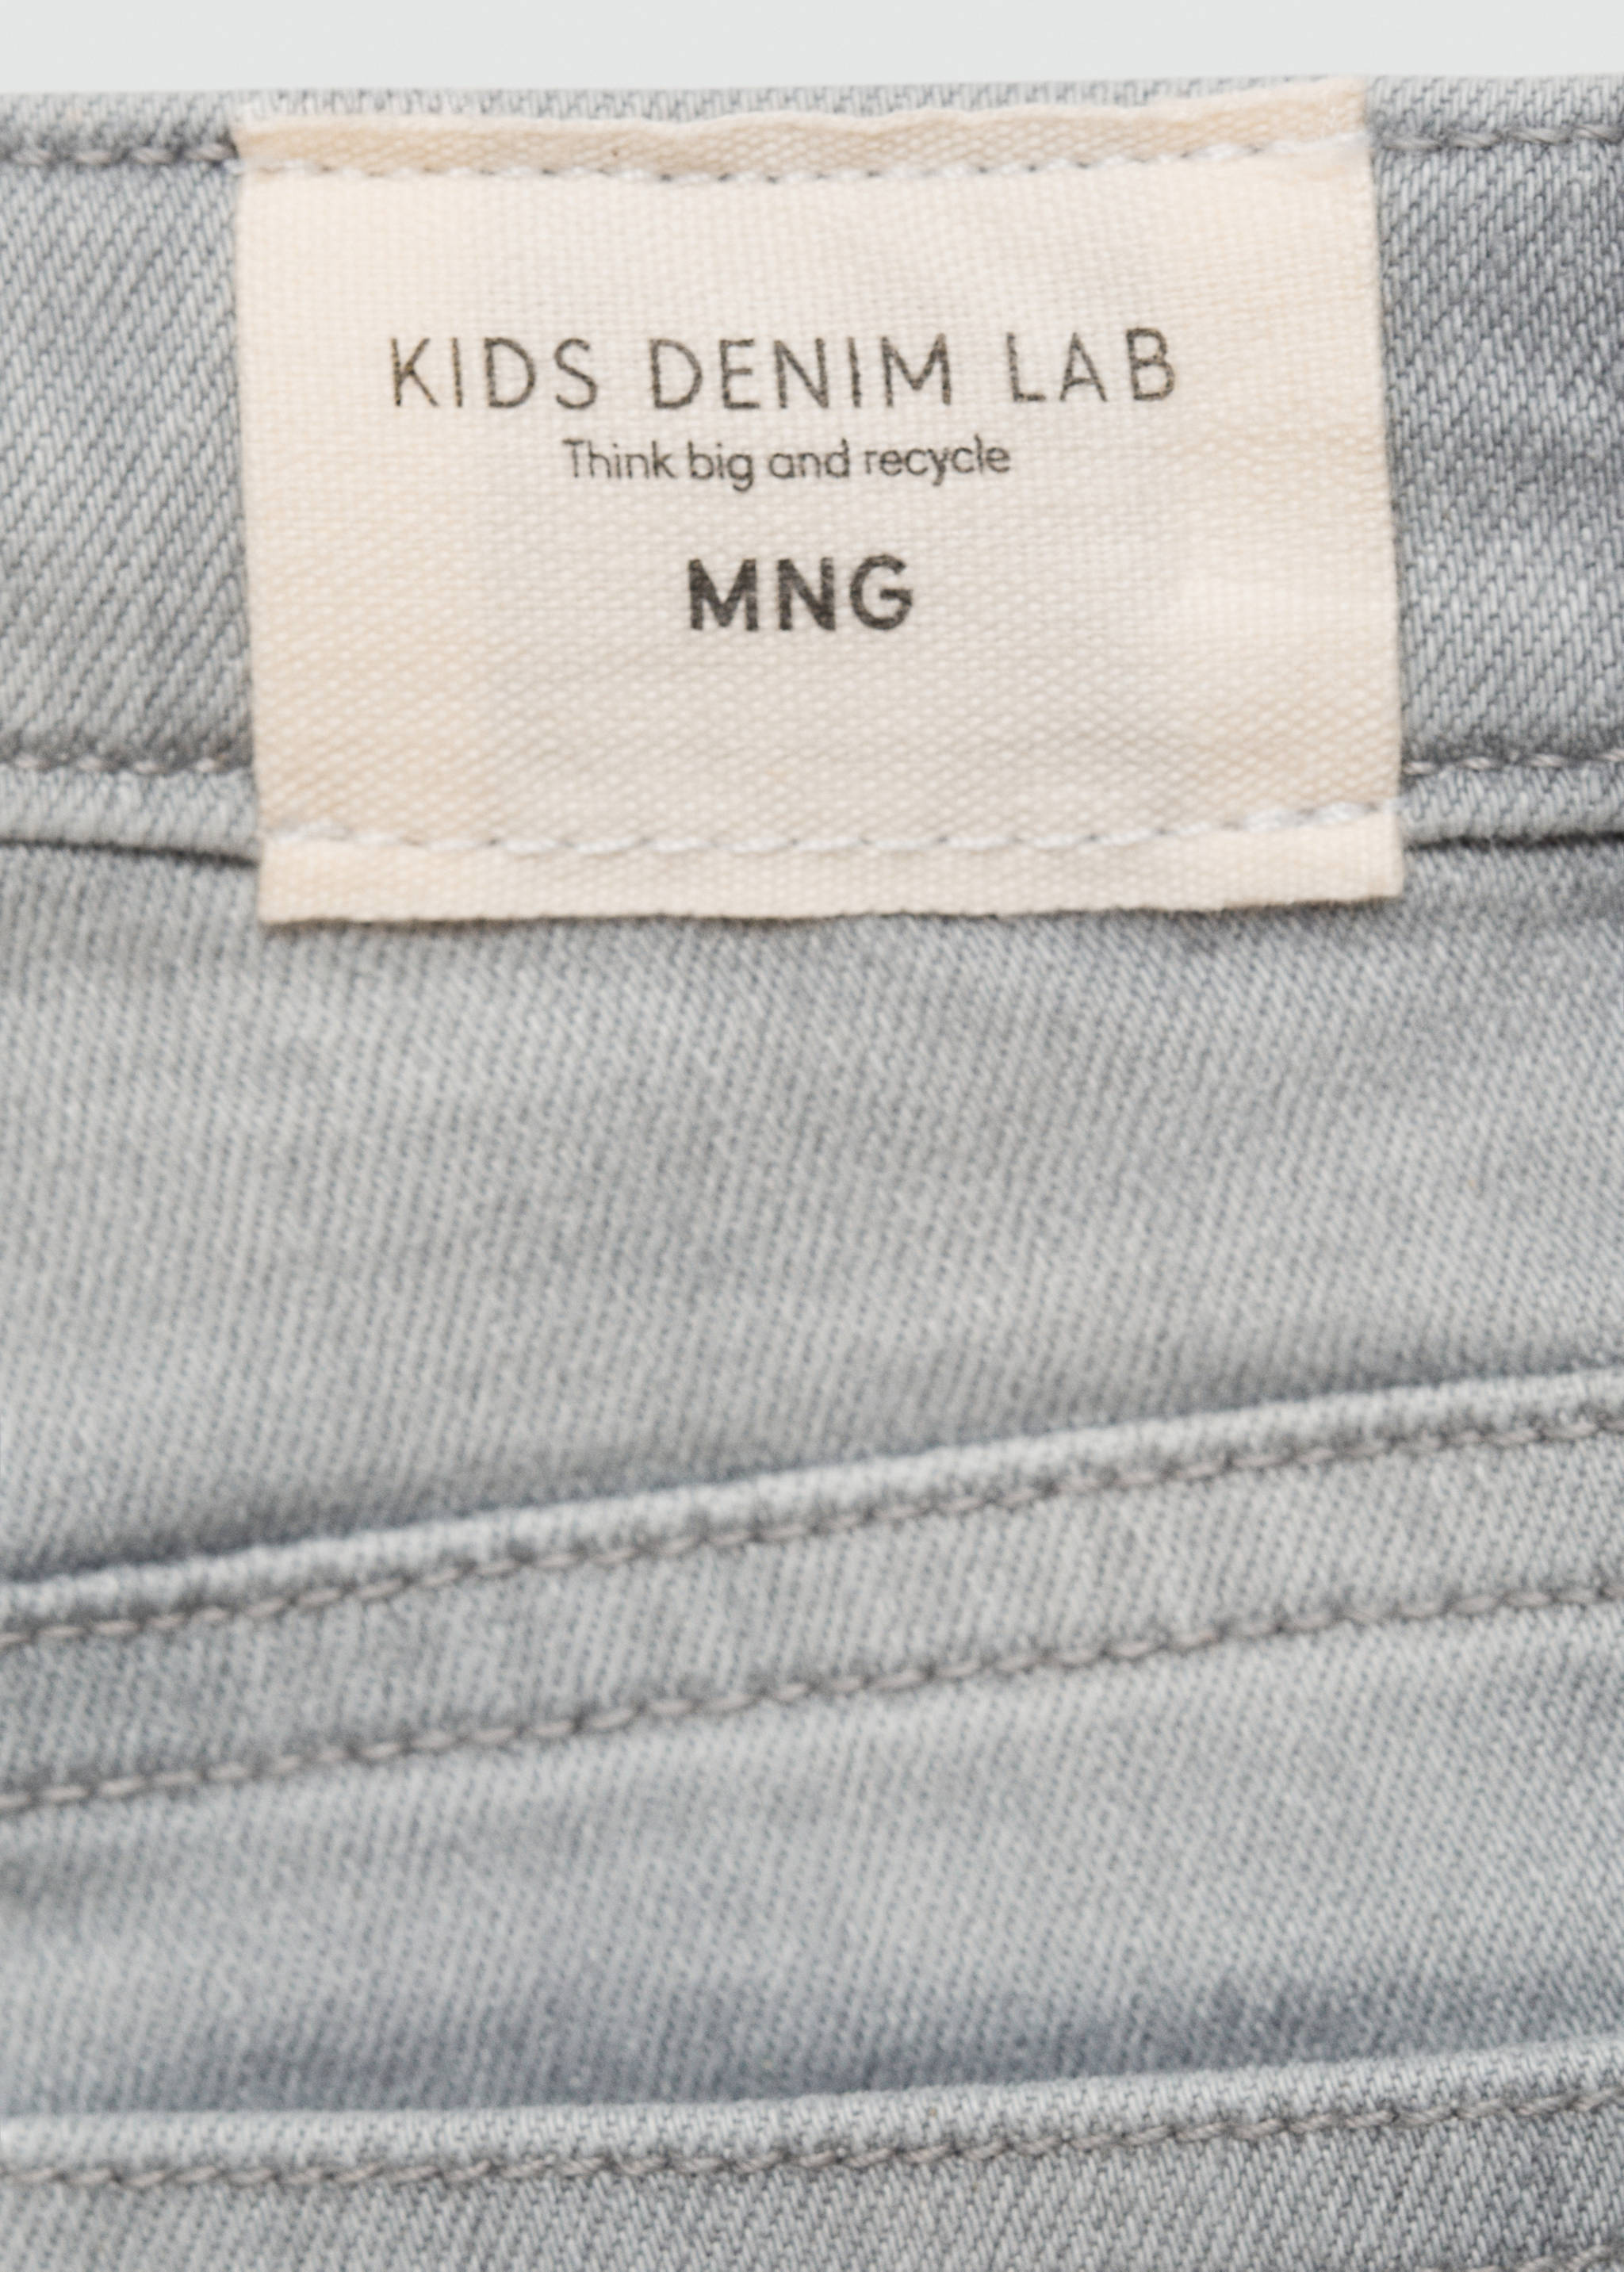 KIDS DENIM LAB
Think big and recycle
MNG